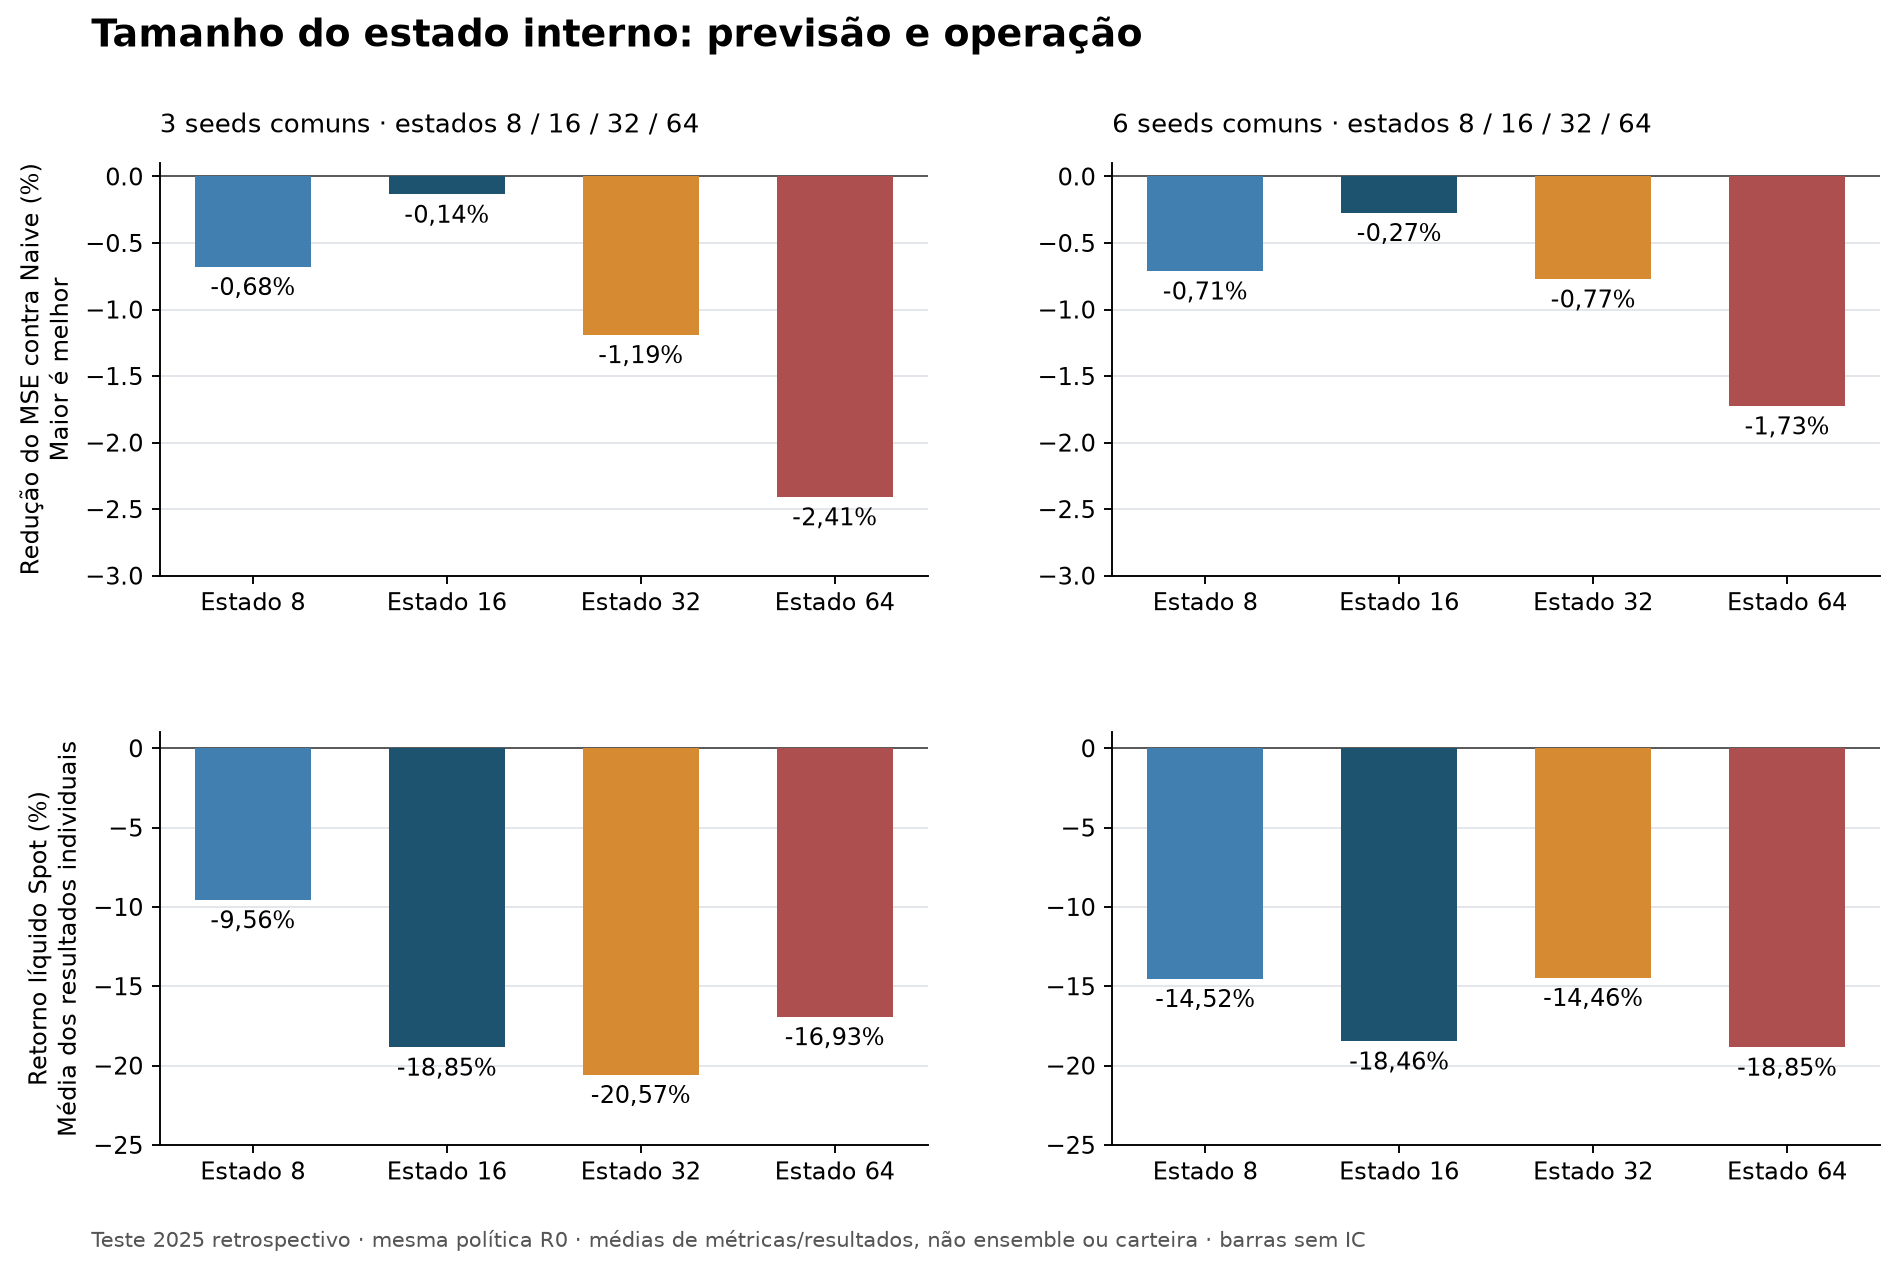 Tamanho do estado interno: previsão e operação
3 seeds comuns · estados 8 / 16 / 32 / 64
Redução do MSE contra Naive (%)
Maior é melhor
0.0
−0.5
−1.0
−1.5
−2.0
−2.5
−3.0
-0,68%
-0,14%
-1,19%
-2,41%
Estado 8
Estado 16
Estado 32
Estado 64
6 seeds comuns · estados 8 / 16 / 32 / 64
0.0
−0.5
−1.0
−1.5
−2.0
−2.5
−3.0
-0,71%
-0,27%
-0,77%
-1,73%
Estado 8
Estado 16
Estado 32
Estado 64
Retorno líquido Spot (%)
Média dos resultados individuais
0
−5
−10
−15
−20
−25
-9,56%
-18,85%
-20,57%
-16,93%
Estado 8
Estado 16
Estado 32
Estado 64
0
−5
−10
−15
−20
−25
-14,52%
-18,46%
-14,46%
-18,85%
Estado 8
Estado 16
Estado 32
Estado 64
Teste 2025 retrospectivo · mesma política R0 · médias de métricas/resultados, não ensemble ou carteira · barras sem IC